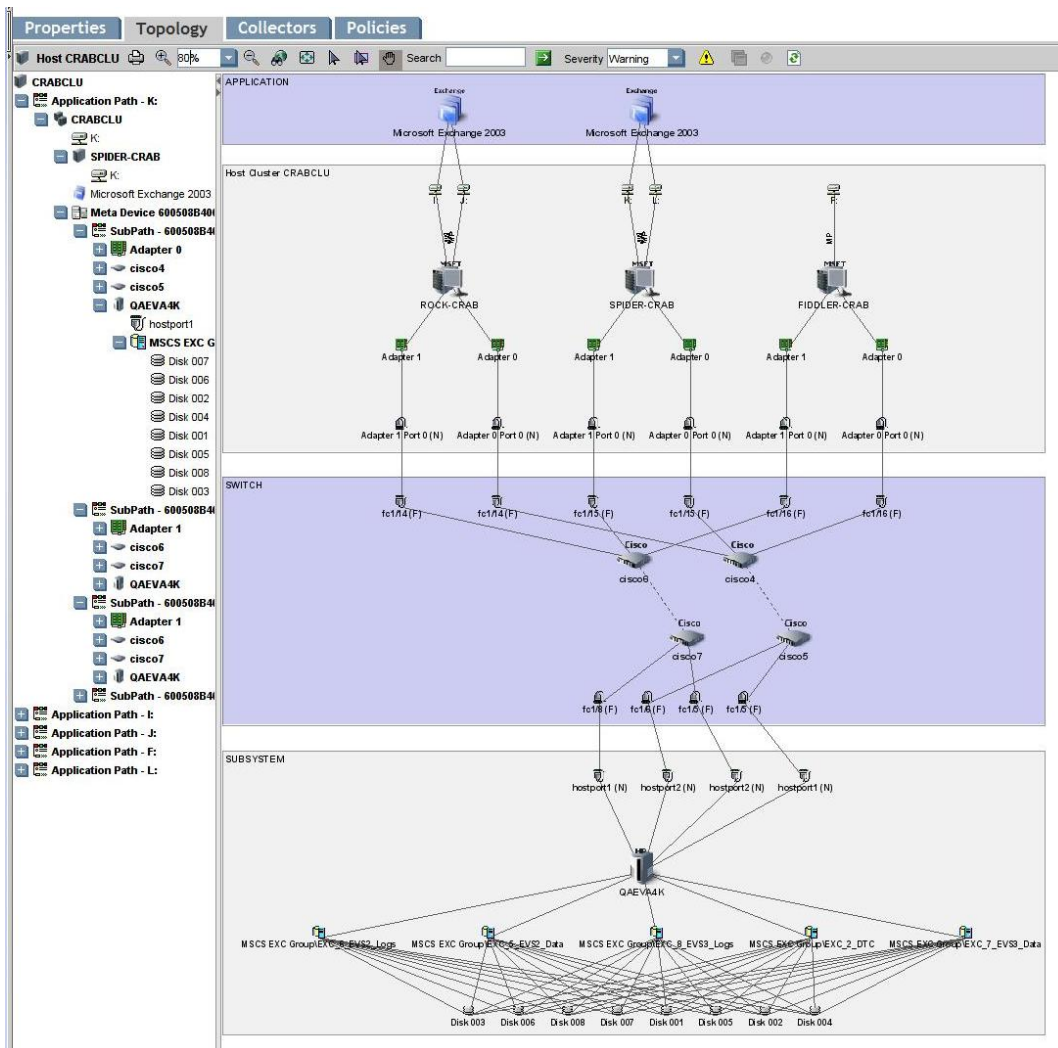 Properties Topology Collectors Policies
Host CRABCLU 80% Search Severity Warning
CRABCLU
Application Path - K:
CRABCLU
K:
SPIDER-CRAB
K:
Microsoft Exchange 2003
Meta Device 600508B400
SubPath - 600508B40
Adapter 0
cisco4
cisco5
QAEVA4K
hostport1
MSCS EXC G
Disk 007
Disk 006
Disk 002
Disk 004
Disk 001
Disk 005
Disk 008
Disk 003
SubPath - 600508B40
Adapter 1
cisco6
cisco7
QAEVA4K
SubPath - 600508B40
Adapter 1
cisco6
cisco7
QAEVA4K
SubPath - 600508B40
Application Path - I:
Application Path - J:
Application Path - F:
Application Path - L:
APPLICATION
Exchange Exchange
Microsoft Exchange 2003 Microsoft Exchange 2003
Host Cluster CRABCLU
I: J: K: L: F:
MP MP MP
MSFT MSFT MSFT
ROCK-CRAB SPIDER-CRAB FIDDLER-CRAB
Adapter 1 Adapter 0 Adapter 1 Adapter 0 Adapter 1 Adapter 0
Adapter 1 Port 0 (N) Adapter 0 Port 0 (N) Adapter 1 Port 0 (N) Adapter 0 Port 0 (N) Adapter 1 Port 0 (N) Adapter 0 Port 0 (N)
SWITCH
fc1/14 (F) fc1/14 (F) fc1/15 (F) fc1/15 (F) fc1/16 (F) fc1/16 (F)
Cisco Cisco
cisco6 cisco4
Cisco Cisco
cisco7 cisco5
fc1/8 (F) fc1/6 (F) fc1/5 (F) fc1/5 (F)
SUBSYSTEM
hostport1 (N) hostport2 (N) hostport2 (N) hostport1 (N)
HP
QAEVA4K
MSCS EXC Group\EXC_6_EVS2_Logs MSCS EXC Group\EXC_5_EVS2_Data MSCS EXC Group\EXC_8_EVS3_Logs MSCS EXC Group\EXC_2_DTC MSCS EXC Group\EXC_7_EVS3_Data
Disk 003 Disk 006 Disk 008 Disk 007 Disk 001 Disk 005 Disk 002 Disk 004